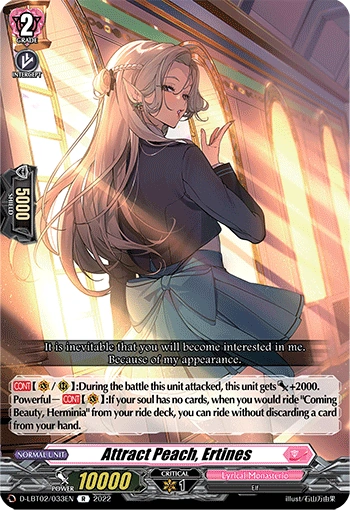 2
GRADE
INTERCEPT
5000
SHIELD
It is inevitable that you will become interested in me.
Because of my appearance.
CONT【 / 】:During the battle this unit attacked, this unit gets +2000.
Powerful— CONT【 】:If your soul has no cards, when you would ride "Coming
Beauty, Herminia" from your ride deck, you can ride without discarding a card
from your hand.
NORMAL UNIT
Attract Peach, Ertines
POWER 10000
CRITICAL
1
Lyrical Monasterio
Elf
D-LBT02/033EN R 2022
illust/石山万由果